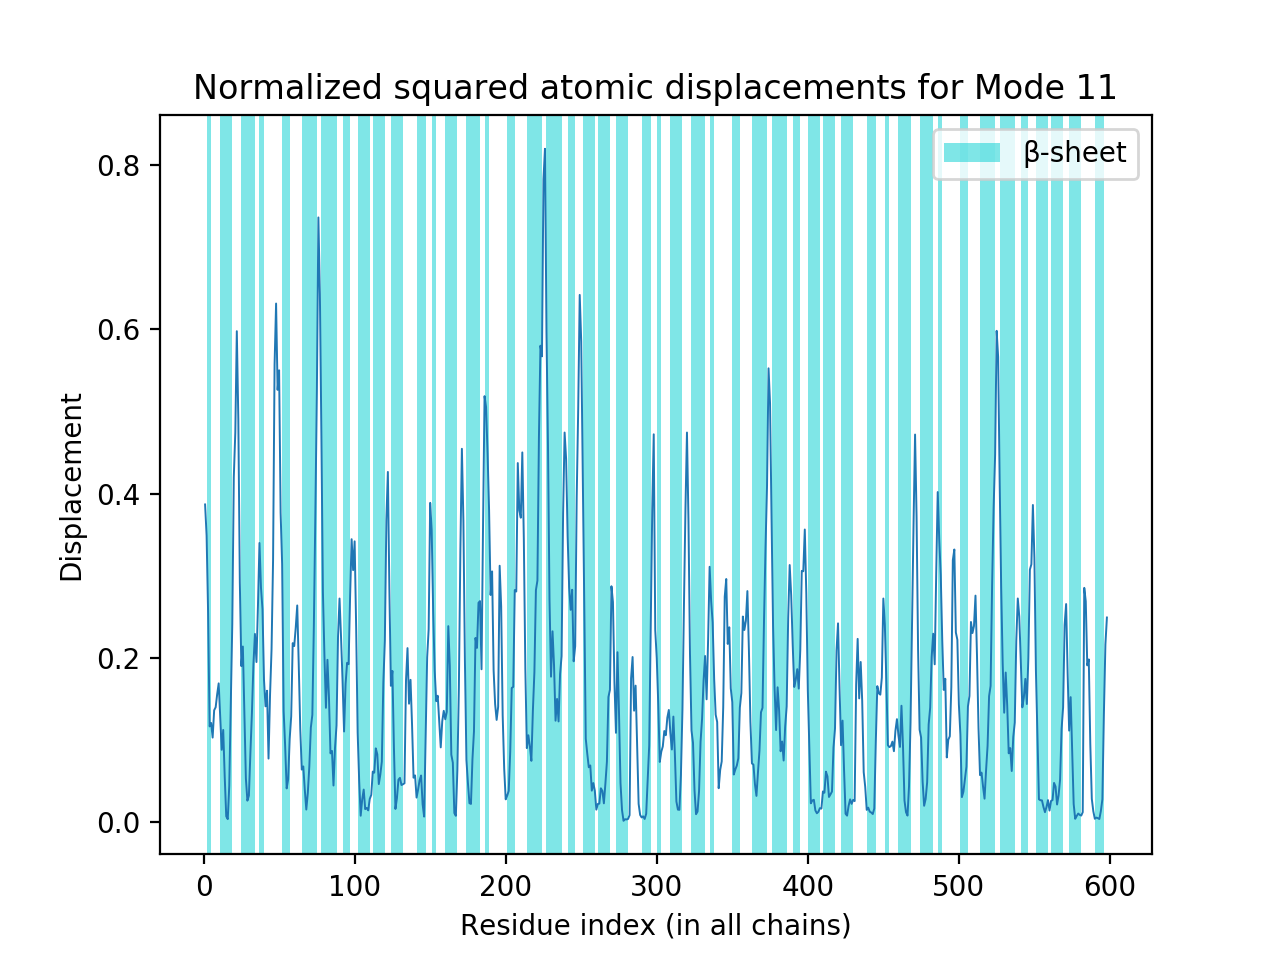 Normalized squared atomic displacements for Mode 11
β-sheet
0.8
0.6
0.4
0.2
0.0
Displacement
0 100 200 300 400 500 600
Residue index (in all chains)